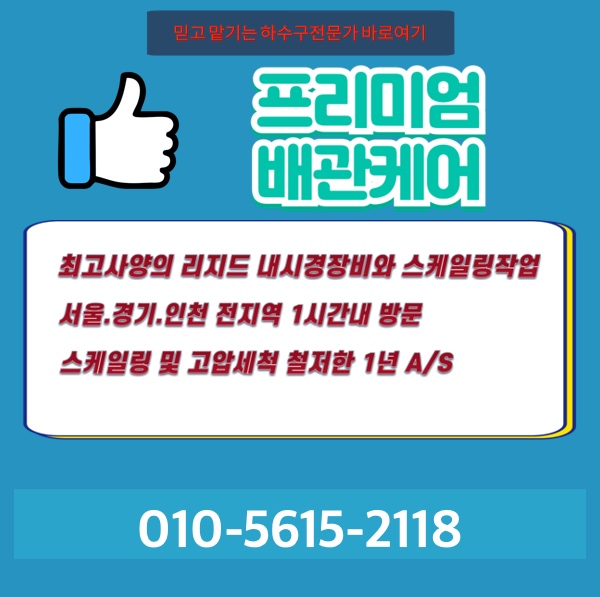 믿고 맡기는 하수구전문가 바로여기
프리미엄
배관케어
최고사양의 리지드 내시경장비와 스케일링작업
서울.경기.인천 전지역 1시간내 방문
스케일링 및 고압세척 철저한 1년 A/S
010-5615-2118